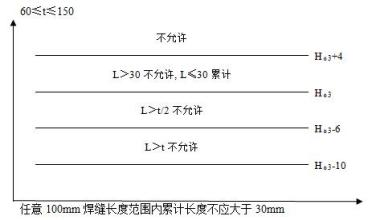 60≤t≤150
不允许
H₀₃+4
L＞30 不允许, L≤30 累计
H₀₃
L＞t/2 不允许
H₀₃-6
L＞t 不允许
H₀₃-10
任意 100mm 焊缝长度范围内累计长度不应大于 30mm